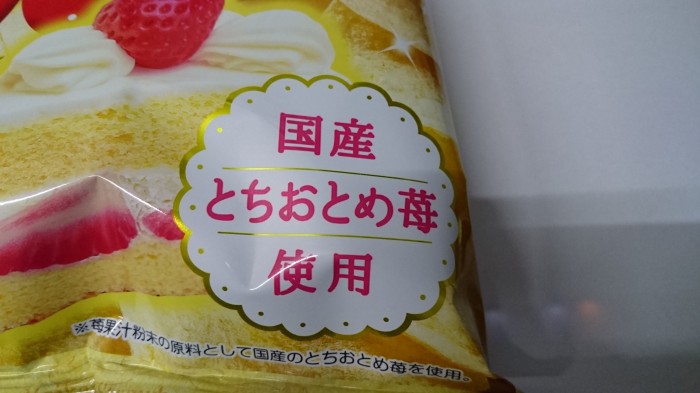 国産
とちおとめ苺
使用
※苺果汁粉末の原料として国産のとちおとめ苺を使用。